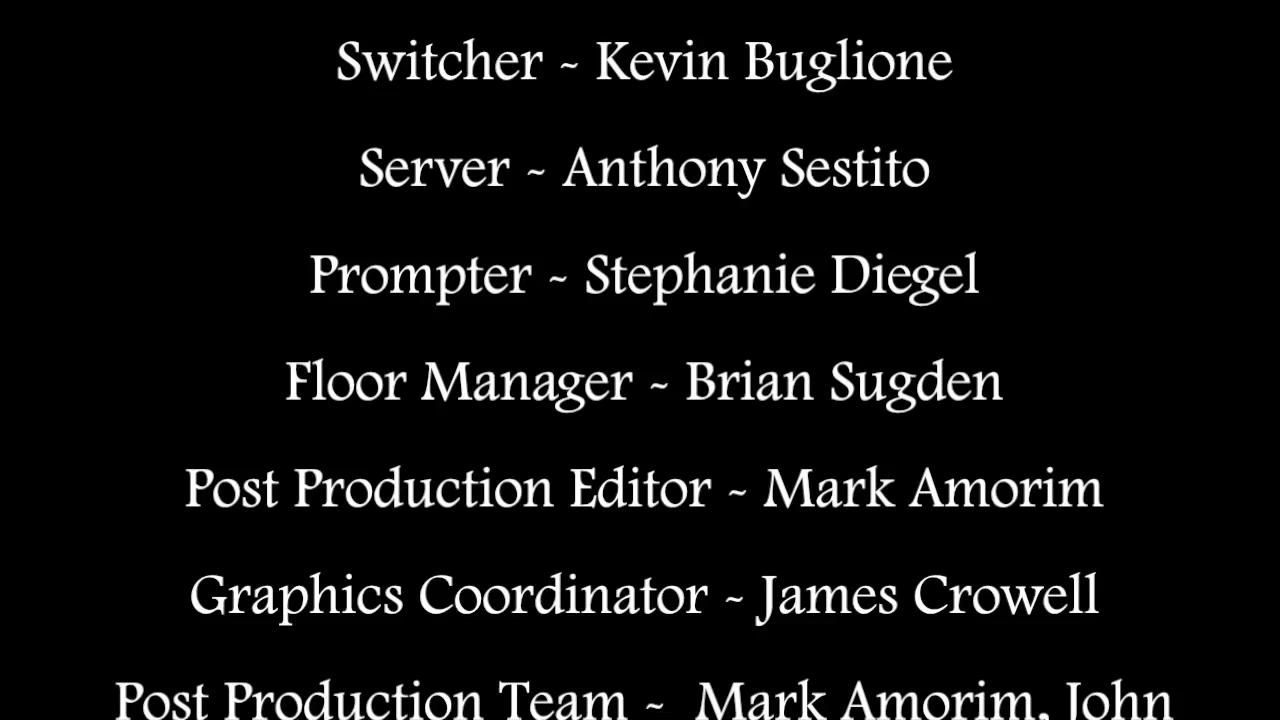 Switcher - Kevin Buglione
Server - Anthony Sestito
Prompter - Stephanie Diegel
Floor Manager - Brian Sugden
Post Production Editor - Mark Amorim
Graphics Coordinator - James Crowell
Post Production Team -  Mark Amorim, John